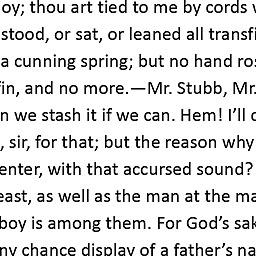 oy; thou art tied to me by cords
stood, or sat, or leaned all transfi
a cunning spring; but no hand ro
fin, and no more.—Mr. Stubb, Mr.
n we stash it if we can. Hem! I’ll
, sir, for that; but the reason why
enter, with that accursed sound?
east, as well as the man at the ma
boy is among them. For God’s sak
ny chance display of a father’s na